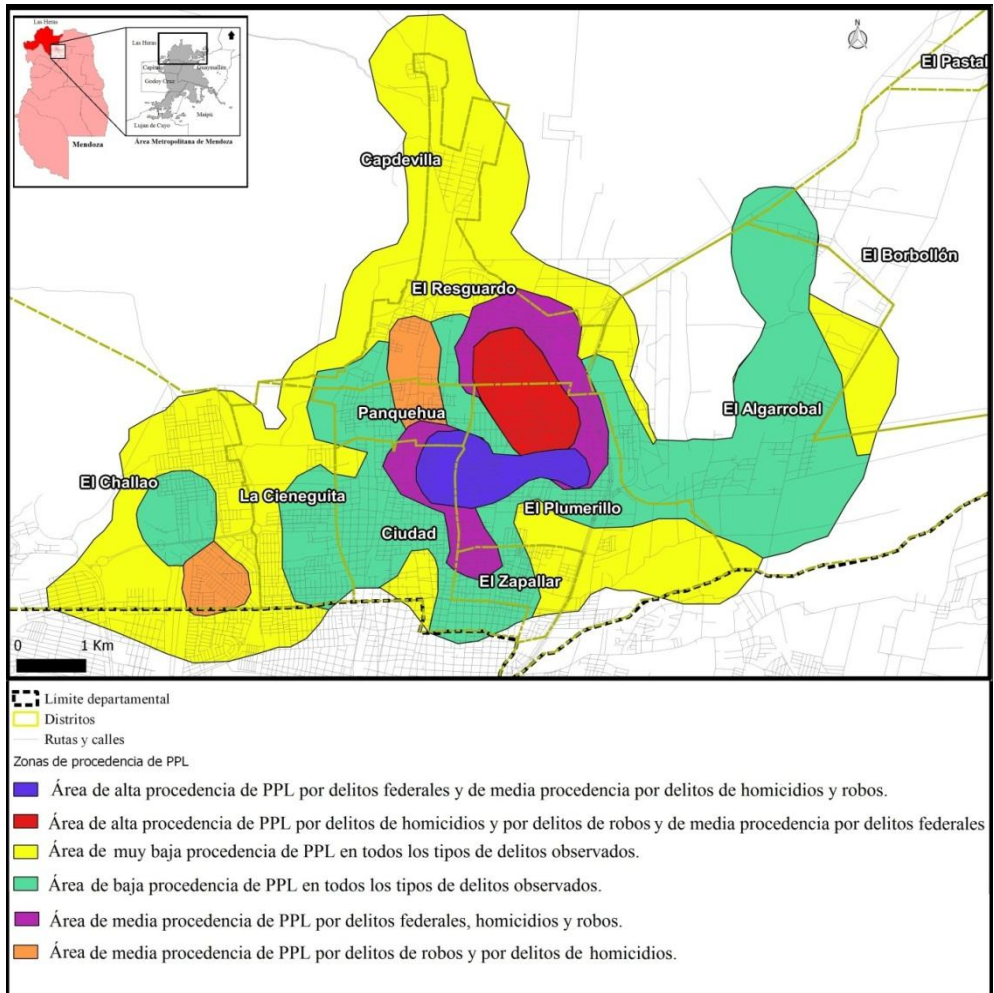 Las Heras
Mendoza
Las Heras
Capital
Guaymallén
Godoy Cruz
Maipú
Lujan de Cuyo
Área Metropolitana de Mendoza
N
El Pastal
Capdevilla
El Borbollón
El Resguardo
Panquehua
El Algarrobal
El Challao
La Cieneguita
El Plumerillo
Ciudad
El Zapallar
0 1 Km
Límite departamental
Distritos
Rutas y calles
Zonas de procedencia de PPL
Área de alta procedencia de PPL por delitos federales y de media procedencia por delitos de homicidios y robos.
Área de alta procedencia de PPL por delitos de homicidios y por delitos de robos y de media procedencia por delitos federales
Área de muy baja procedencia de PPL en todos los tipos de delitos observados.
Área de baja procedencia de PPL en todos los tipos de delitos observados.
Área de media procedencia de PPL por delitos federales, homicidios y robos.
Área de media procedencia de PPL por delitos de robos y por delitos de homicidios.